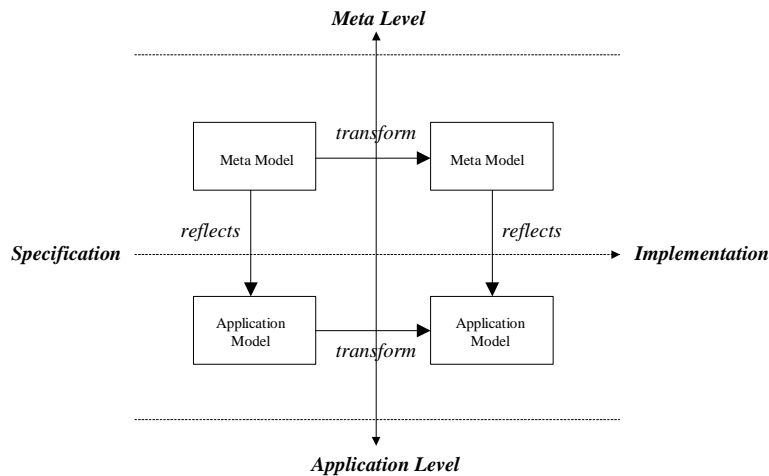 Meta Level
transform
Meta Model
Meta Model
reflects
reflects
Specification
Implementation
Application
Model
Application
Model
transform
Application Level